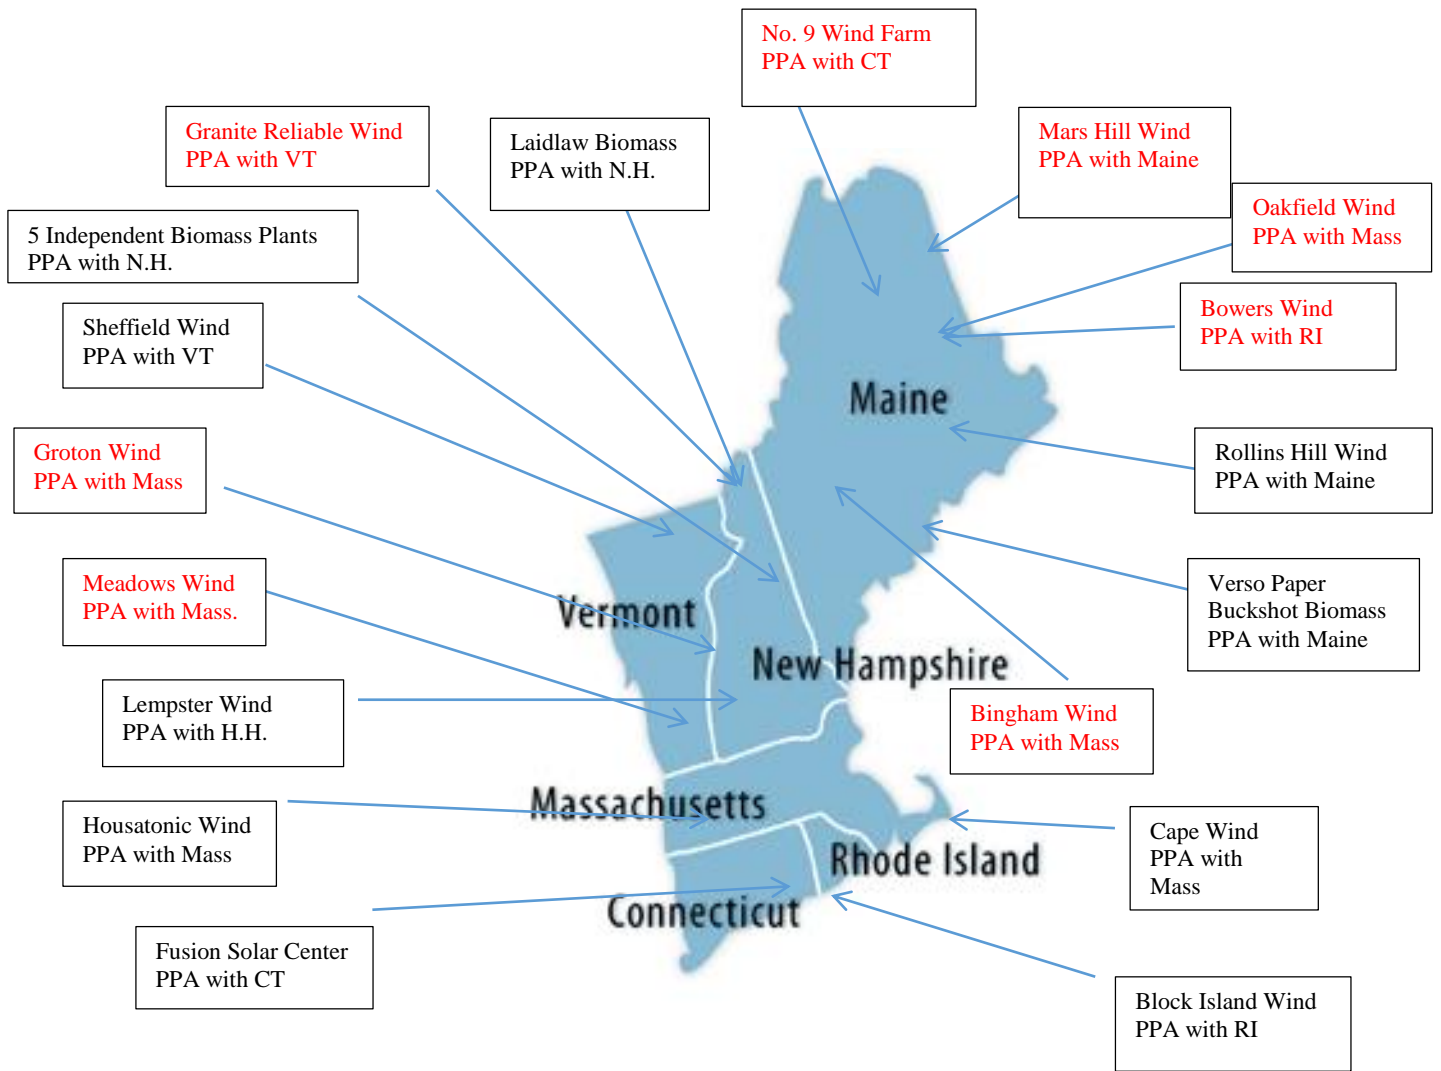 No. 9 Wind Farm
PPA with CT
Granite Reliable Wind
PPA with VT
Laidlaw Biomass
PPA with N.H.
Mars Hill Wind
PPA with Maine
Oakfield Wind
PPA with Mass
5 Independent Biomass Plants
PPA with N.H.
Bowers Wind
PPA with RI
Sheffield Wind
PPA with VT
Maine
Groton Wind
PPA with Mass
Rollins Hill Wind
PPA with Maine
Meadows Wind
PPA with Mass.
Vermont
Verso Paper
Buckshot Biomass
PPA with Maine
New Hampshire
Lempster Wind
PPA with H.H.
Bingham Wind
PPA with Mass
Massachusetts
Housatonic Wind
PPA with Mass
Cape Wind
PPA with
Mass
Rhode Island
Connecticut
Fusion Solar Center
PPA with CT
Block Island Wind
PPA with RI